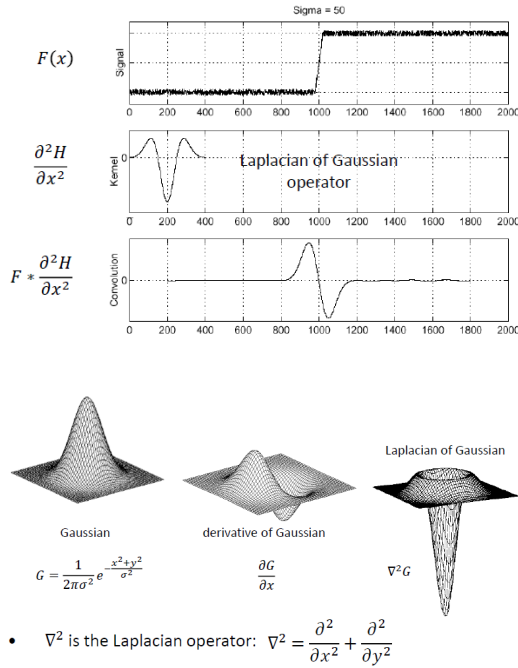 Sigma = 50
F(x)
Signal
0 200 400 600 800 1000 1200 1400 1600 1800 2000
∂²H/∂x²
Kernel
0
Laplacian of Gaussian
operator
0 200 400 600 800 1000 1200 1400 1600 1800 2000
F * ∂²H/∂x²
Convolution
0
200 400 600 800 1000 1200 1400 1600 1800 2000
Laplacian of Gaussian
Gaussian
derivative of Gaussian
G = 1/(2πσ²) e^(-(x²+y²)/σ²)
∂G/∂x
∇²G
• ∇² is the Laplacian operator: ∇² = ∂²/∂x² + ∂²/∂y²